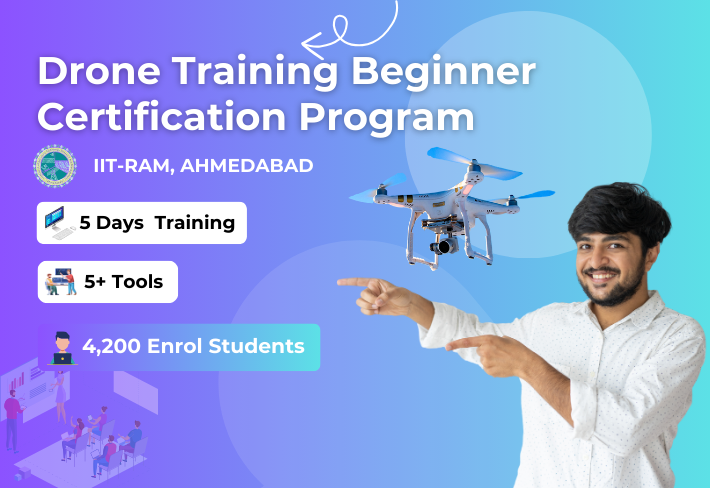 Drone Training Beginner
Certification Program
IIT-RAM, AHMEDABAD
5 Days Training
5+ Tools
4,200 Enrol Students